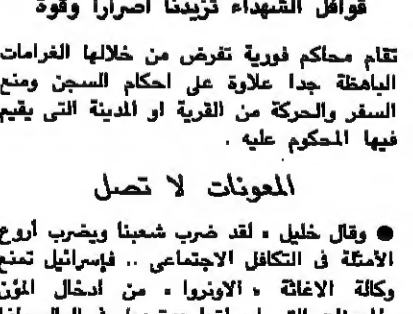 قوافل الشهداء تزيدنا اصرارا وقوة
تقام محاكم فورية تفرض من خلالها الغرامات
الباهظة جدا علاوة على احكام السجن ومنع
السفر والحركة من القرية او المدينة التى يقيم
فيها المحكوم عليه .
المعونات لا تصل
● وقال خليل « لقد ضرب شعبنا ويضرب أروع
الأمثلة فى التكافل الاجتماعى .. فإسرائيل تمنع
وكالة الاغاثة « الاونروا » من ادخال المؤن